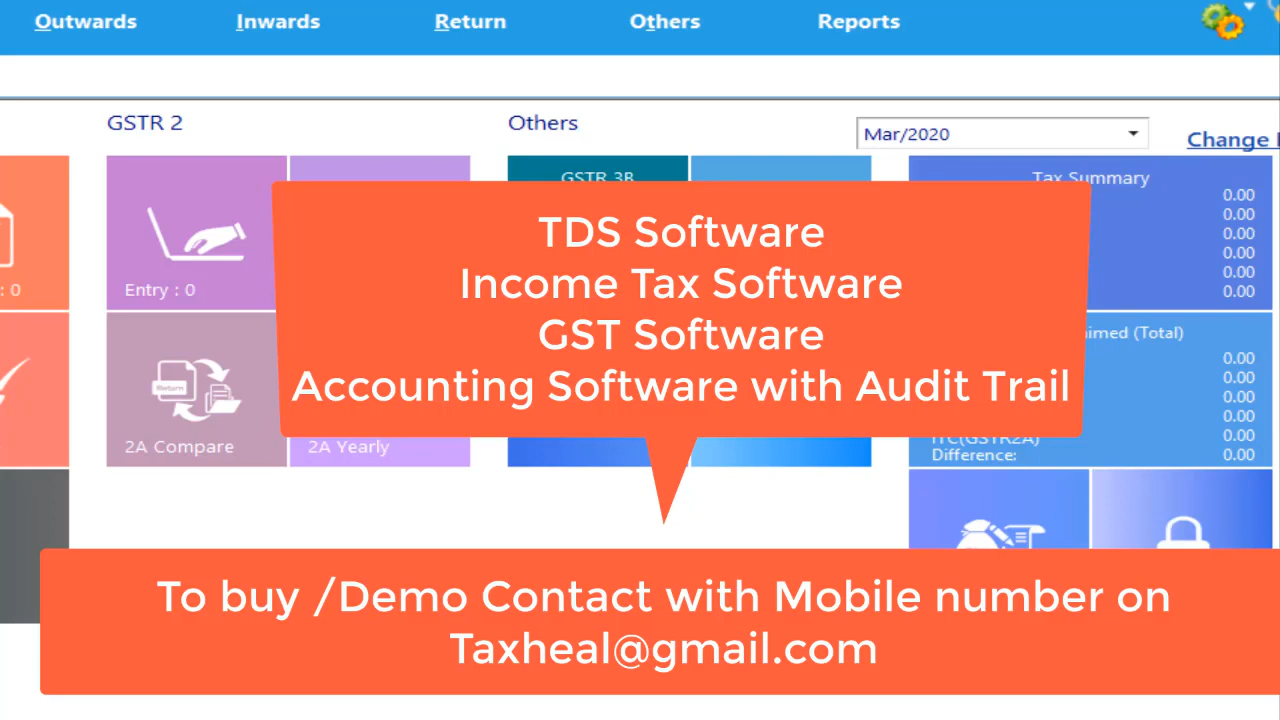 Outwards
Inwards
Return
Others
Reports
GSTR 2
Others
Mar/2020
Change
GSTR 3B
Tax Summary
0.00
0.00
0.00
0.00
0.00
0.00
: 0
Entry : 0
TDS Software
Income Tax Software
GST Software
Accounting Software with Audit Trail
imed (Total)
0.00
0.00
0.00
0.00
ITC(GSTR2A) 0.00
Difference: 0.00
Return
2A Compare
2A Yearly
To buy /Demo Contact with Mobile number on
Taxheal@gmail.com